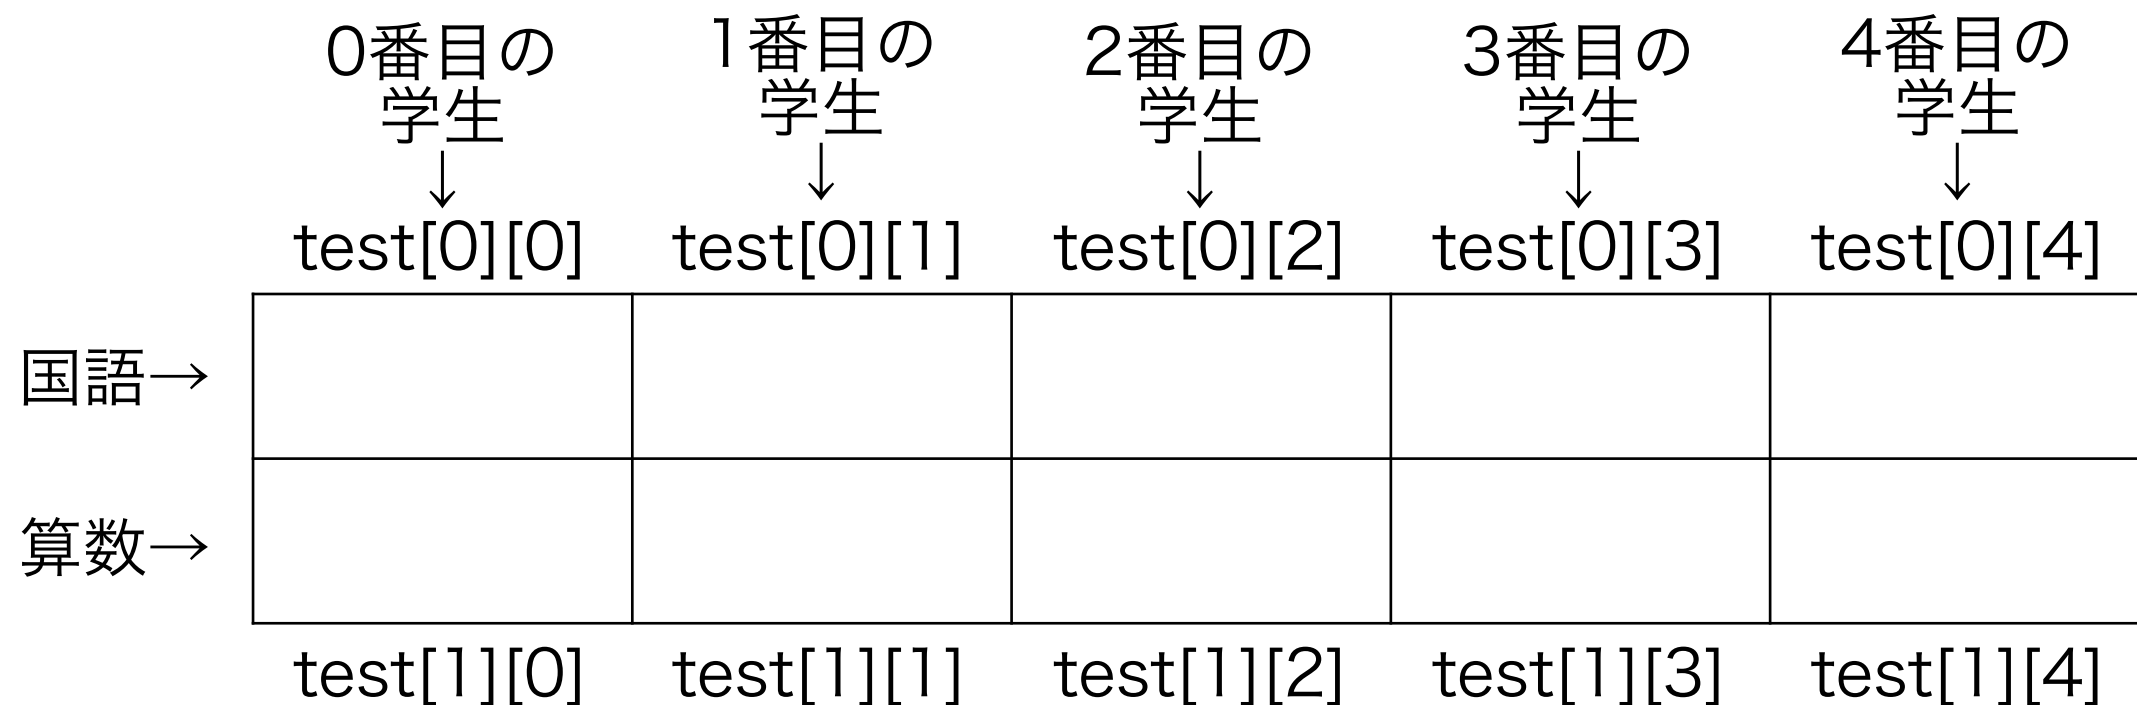 0番目の 1番目の 2番目の 3番目の 4番目の
学生 学生 学生 学生 学生
↓ ↓ ↓ ↓ ↓
test[0][0] test[0][1] test[0][2] test[0][3] test[0][4]
国語→
算数→
test[1][0] test[1][1] test[1][2] test[1][3] test[1][4]